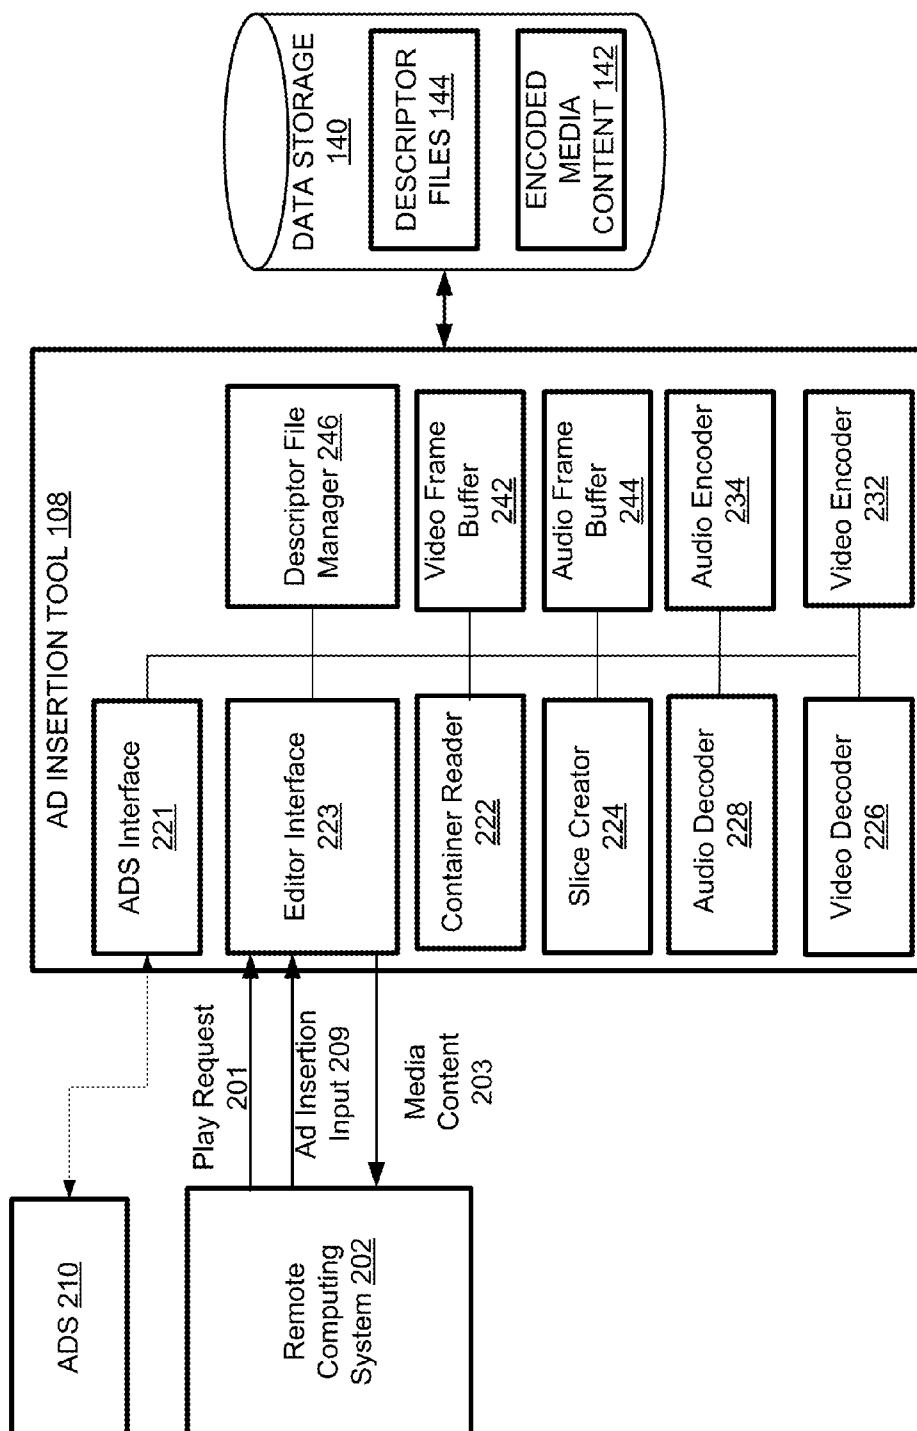 ADS 210
Remote
Computing
System 202
Play Request
201
Ad Insertion
Input 209
Media
Content
203
AD INSERTION TOOL 108
ADS Interface
221
Editor Interface
223
Container Reader
222
Slice Creator
224
Audio Decoder
228
Video Decoder
226
Descriptor File
Manager 246
Video Frame
Buffer
242
Audio Frame
Buffer
244
Audio Encoder
234
Video Encoder
232
DATA STORAGE
140
DESCRIPTOR
FILES 144
ENCODED
MEDIA
CONTENT 142